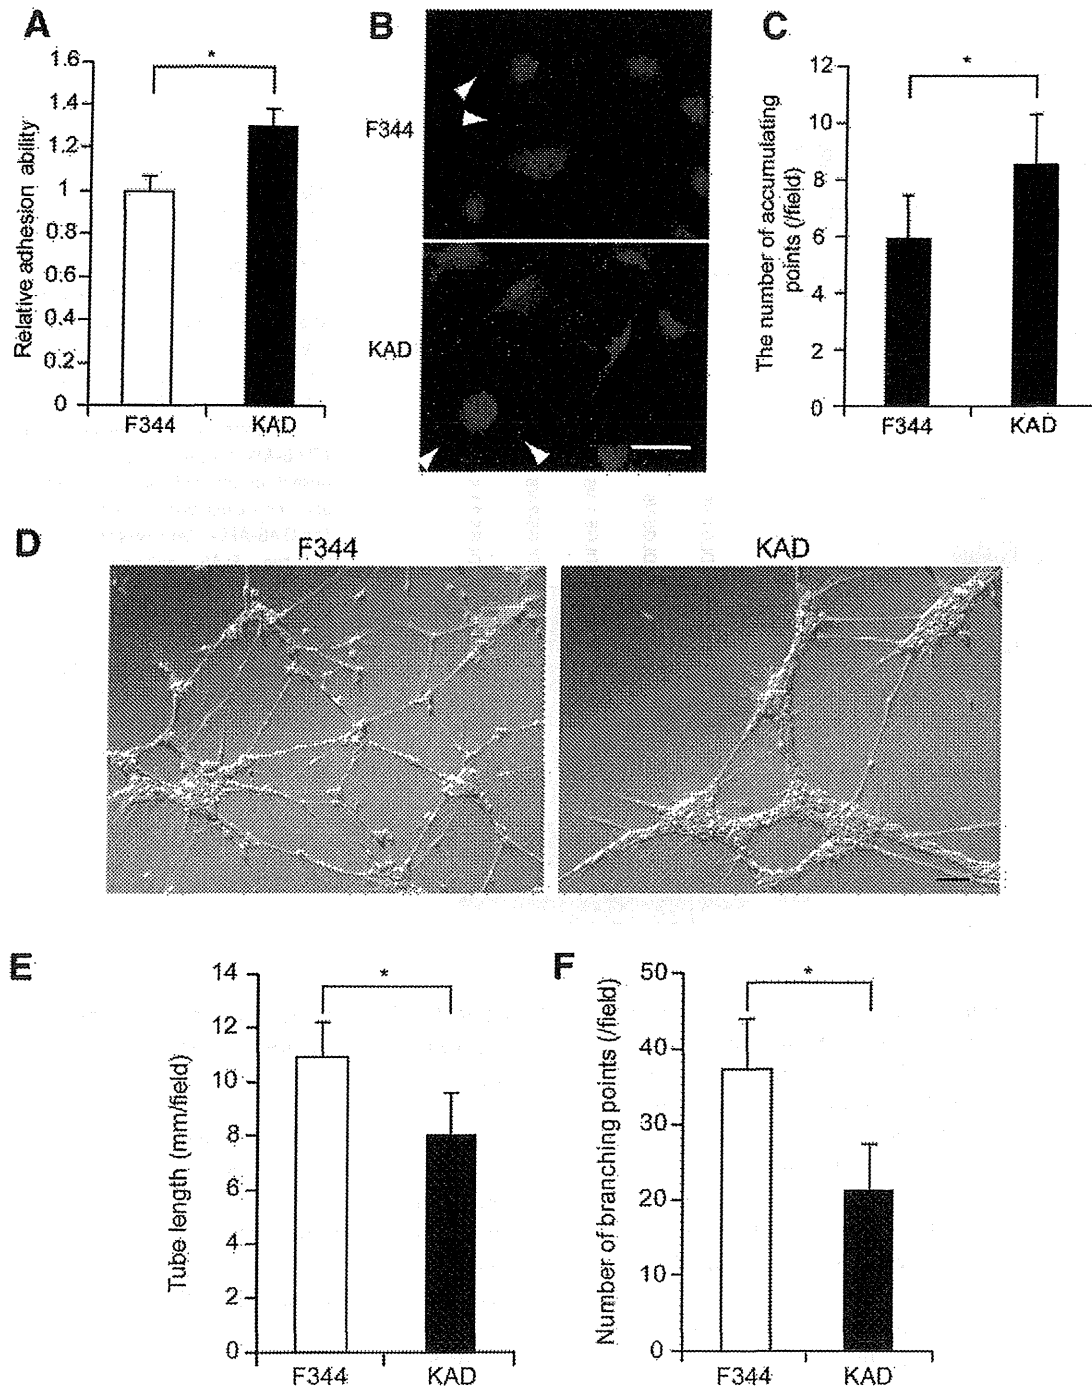 A
1.6
1.4
1.2
1
0.8
0.6
0.4
0.2
0
Relative adhesion ability
*
F344
KAD
B
F344
KAD
C
12
10
8
6
4
2
0
The number of accumulating
points (/field)
*
F344
KAD
D
F344
KAD
E
14
12
10
8
6
4
2
0
Tube length (mm/field)
*
F344
KAD
F
50
40
30
20
10
0
Number of branching points (/field)
*
F344
KAD